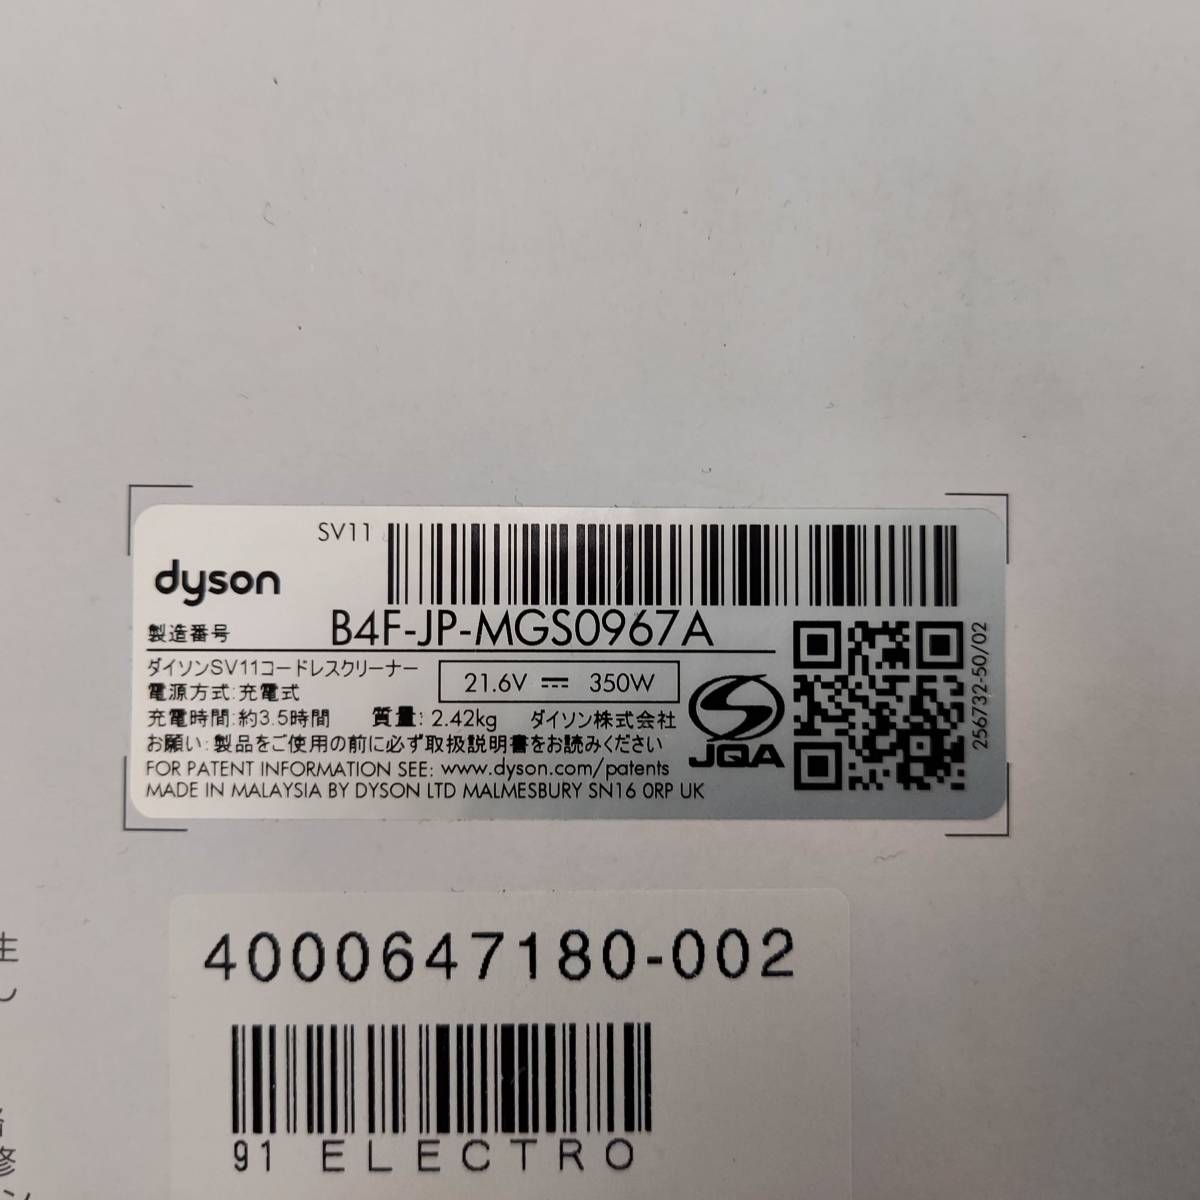 SV11
dyson
製造番号 B4F-JP-MGS0967A
ダイソンSV11コードレスクリーナー
電源方式:充電式
21.6V ⎓ 350W
充電時間:約3.5時間 質量: 2.42kg ダイソン株式会社
お願い:製品をご使用の前に必ず取扱説明書をお読みください
FOR PATENT INFORMATION SEE: www.dyson.com/patents
MADE IN MALAYSIA BY DYSON LTD MALMESBURY SN16 0RP UK
JQA
256732-50/02
4000647180-002
91 ELECTRO
生
し
修
ン